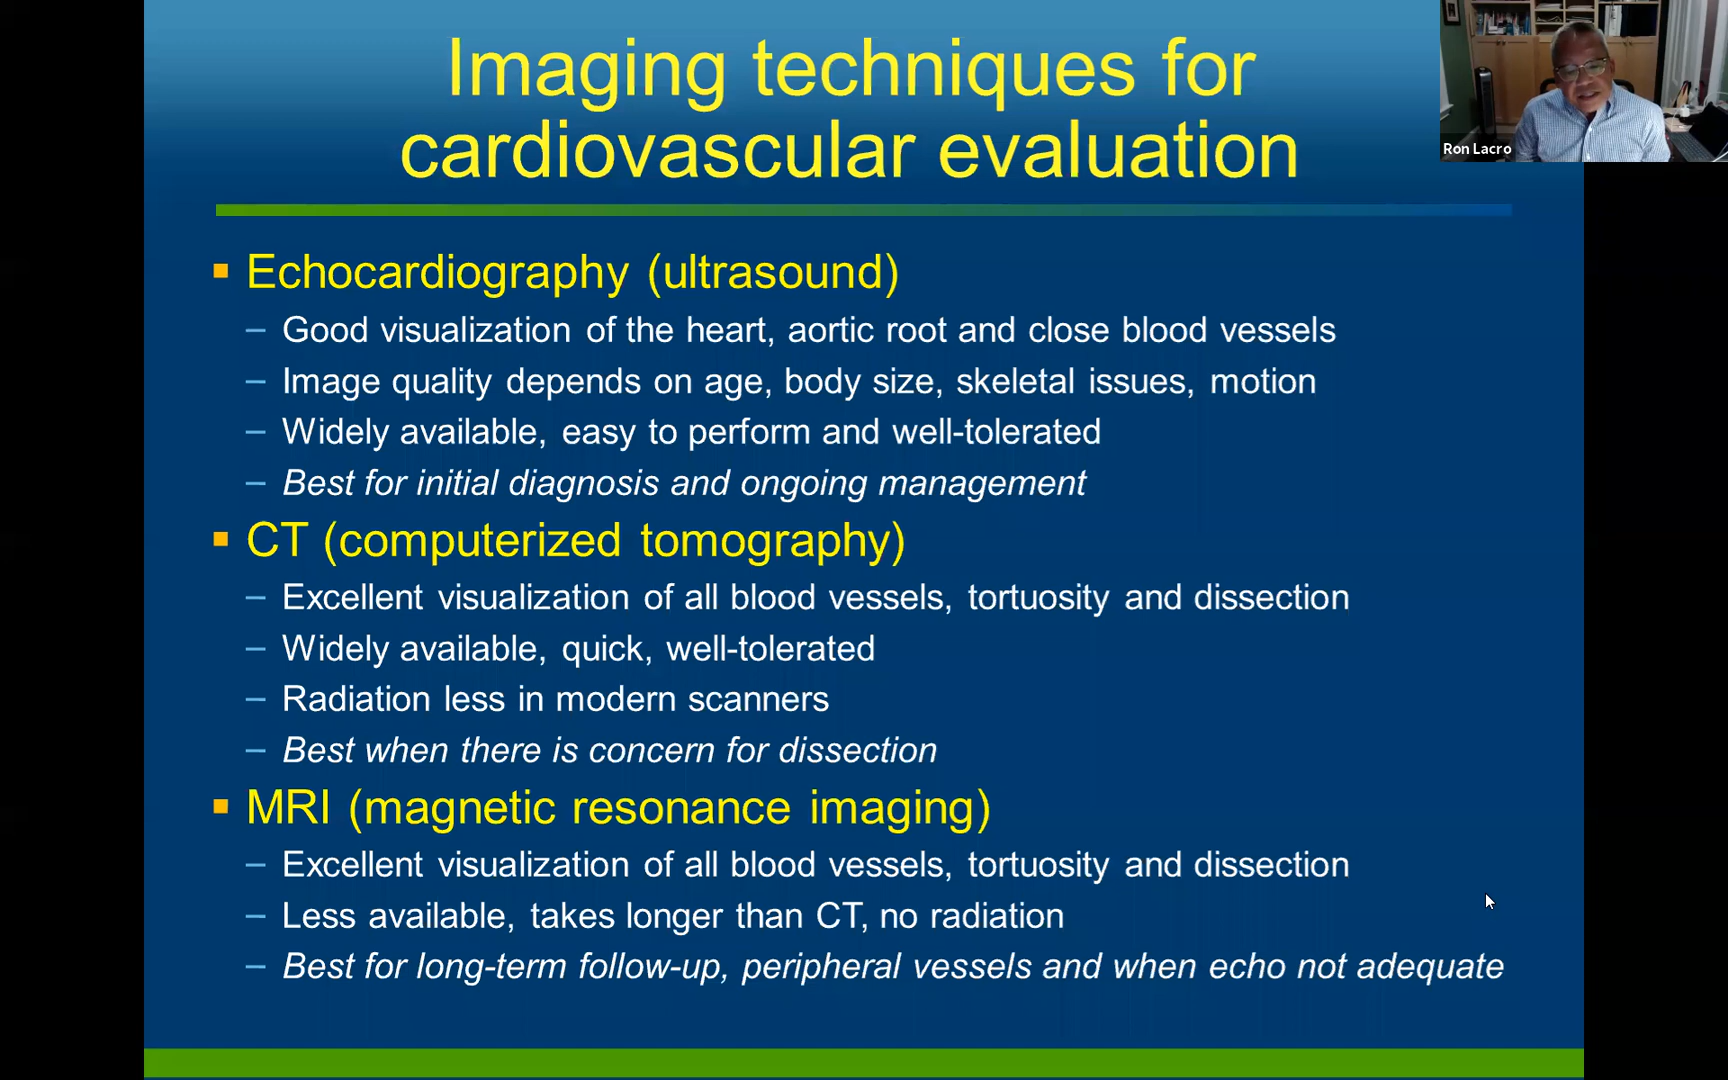 Imaging techniques for
cardiovascular evaluation
Ron Lacro
▪ Echocardiography (ultrasound)
– Good visualization of the heart, aortic root and close blood vessels
– Image quality depends on age, body size, skeletal issues, motion
– Widely available, easy to perform and well-tolerated
– Best for initial diagnosis and ongoing management
▪ CT (computerized tomography)
– Excellent visualization of all blood vessels, tortuosity and dissection
– Widely available, quick, well-tolerated
– Radiation less in modern scanners
– Best when there is concern for dissection
▪ MRI (magnetic resonance imaging)
– Excellent visualization of all blood vessels, tortuosity and dissection
– Less available, takes longer than CT, no radiation
– Best for long-term follow-up, peripheral vessels and when echo not adequate